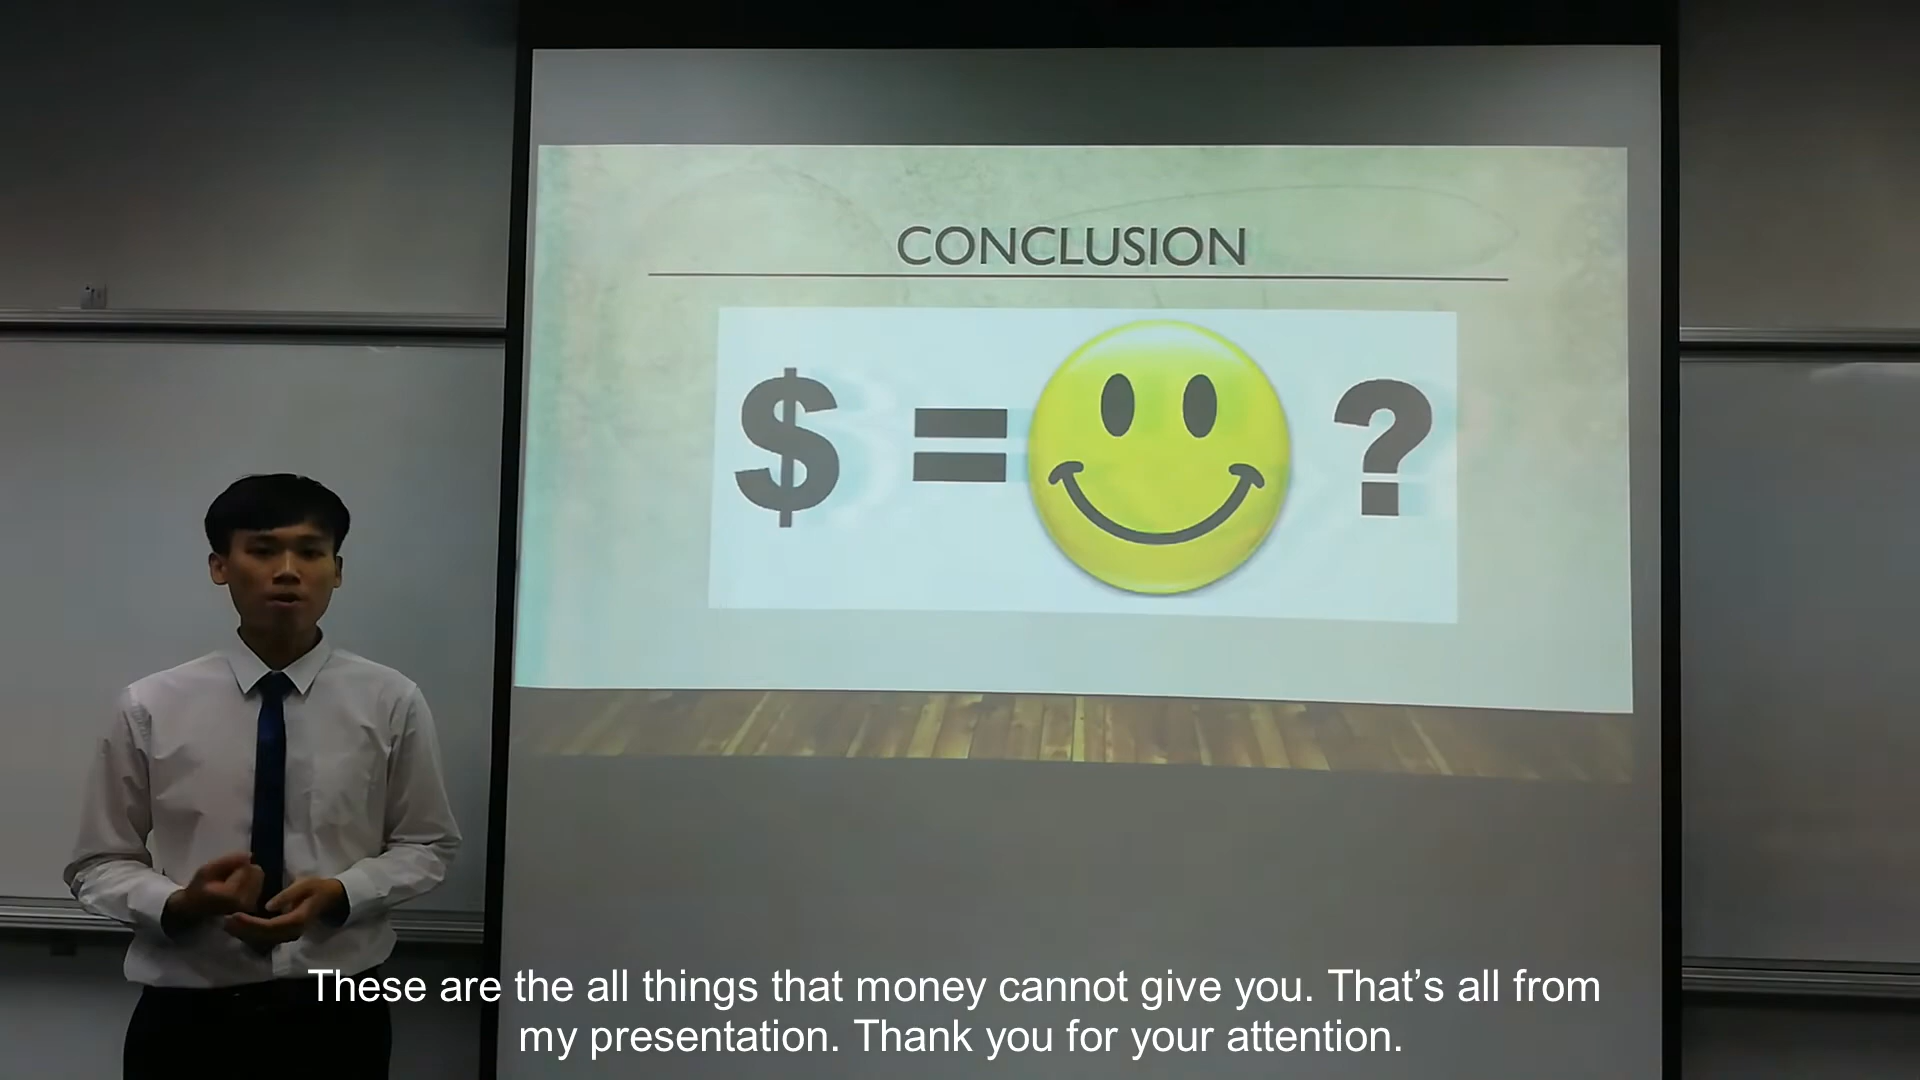 CONCLUSION
$ = ?
These are the all things that money cannot give you. That’s all from
my presentation. Thank you for your attention.